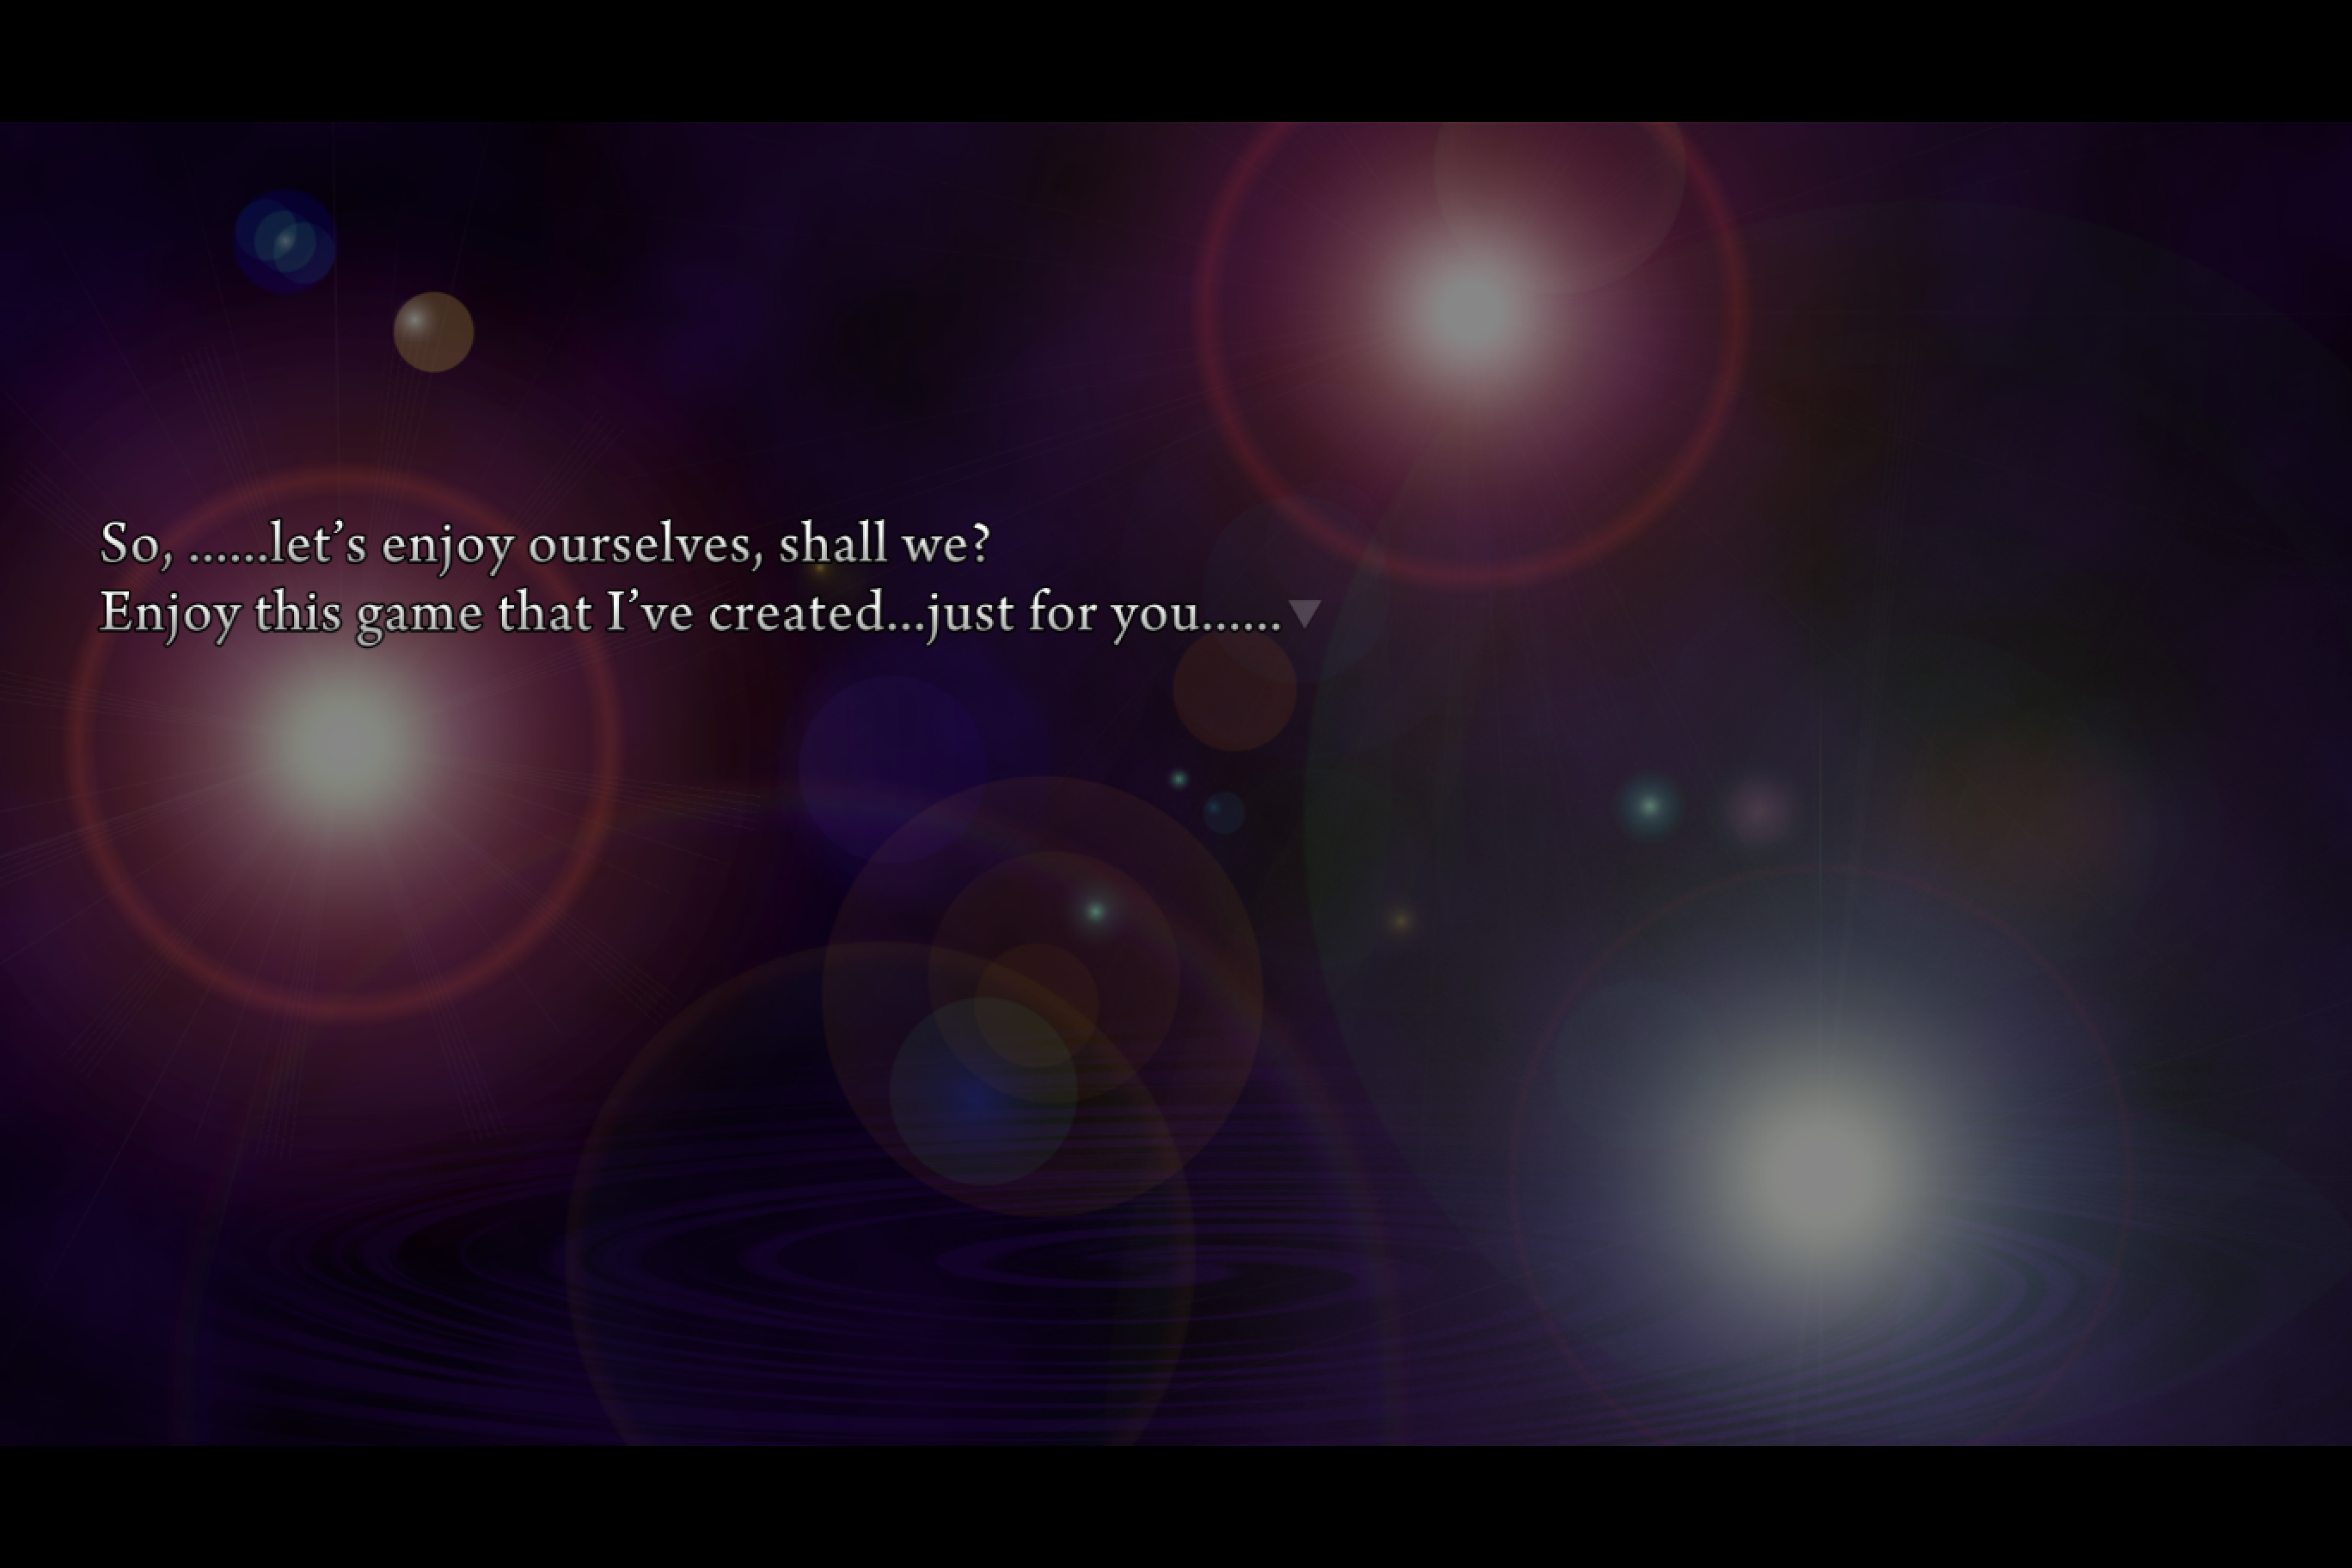 So, ......let’s enjoy ourselves, shall we?
Enjoy this game that I’ve created...just for you......